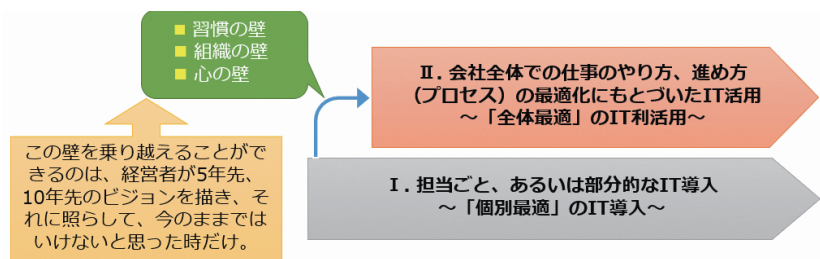 ■ 習慣の壁
■ 組織の壁
■ 心の壁
この壁を乗り越えることがで
きるのは、経営者が5年先、
10年先のビジョンを描き、そ
れに照らして、今のままでは
いけないと思った時だけ。
Ⅱ．会社全体での仕事のやり方、進め方
（プロセス）の最適化にもとづいたIT活用
～「全体最適」のIT利活用～
Ⅰ．担当ごと、あるいは部分的なIT導入
～「個別最適」のIT導入～